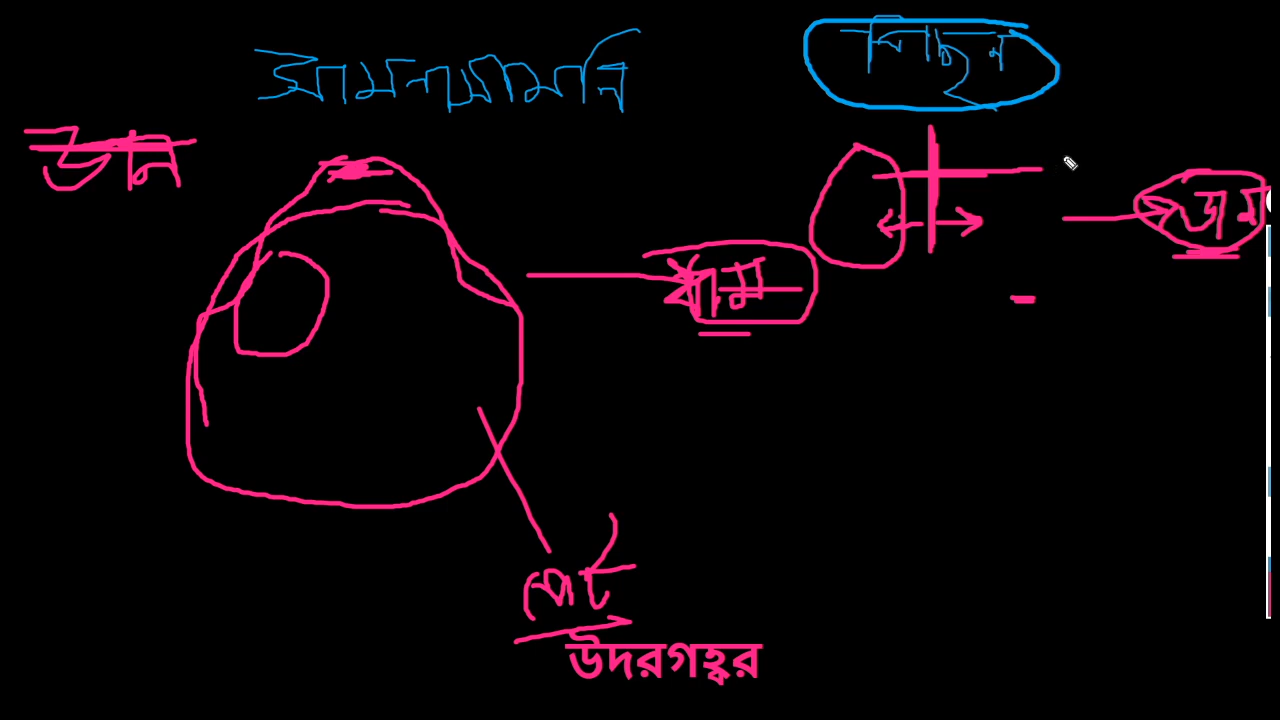 সামনাসামনি
পিছন
ডান
বাম
ডাম
পেট
উদরগহ্বর